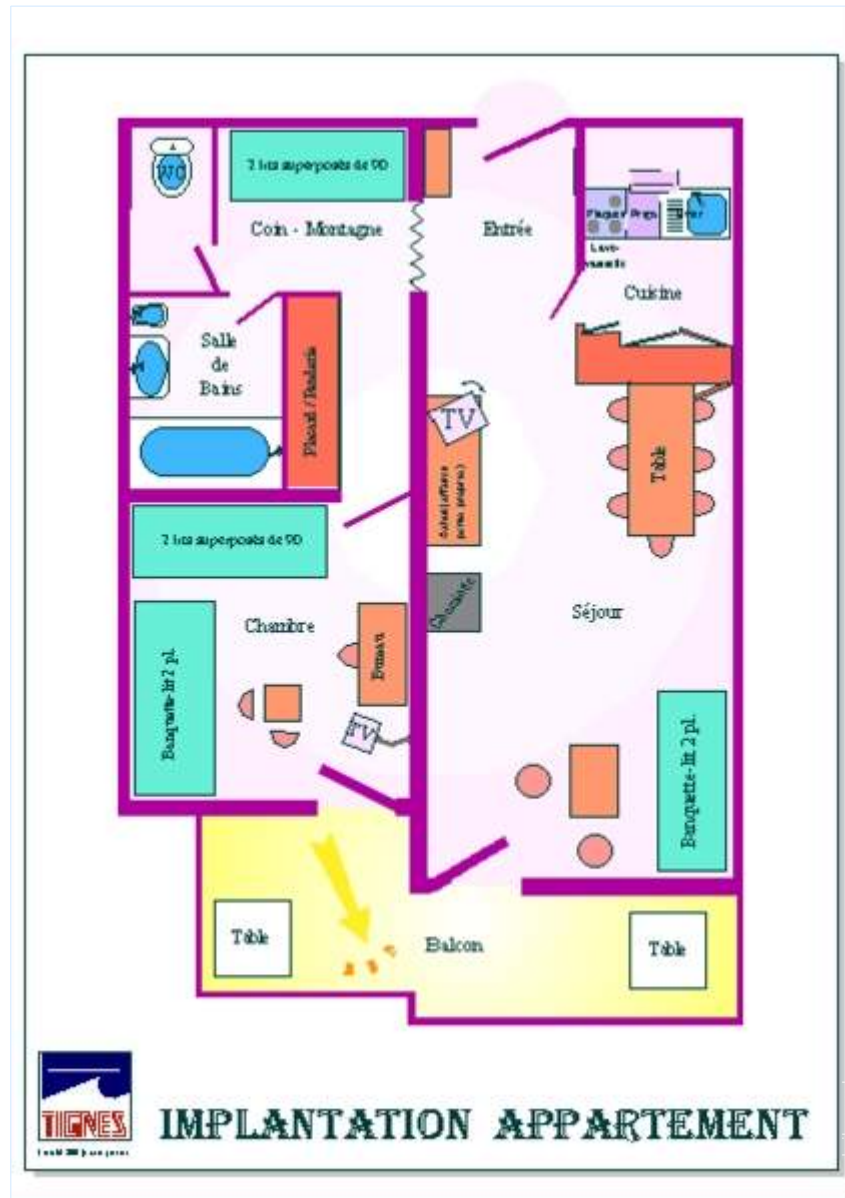 WC
2 lits superposés de 90
Coin - Montagne
Entrée
Plaques
Frigo
Evier
Lave-
vaisselle
Cuisine
Salle
de
Bains
Placard / Penderie
TV
Table
2 lits superposés de 90
Cheminée
Séjour
Chambre
Bureau
Banquette-lit 2 pl.
TV
Banquette-lit 2 pl.
Table
Balcon
Table
TIGNES
IMPLANTATION APPARTEMENT